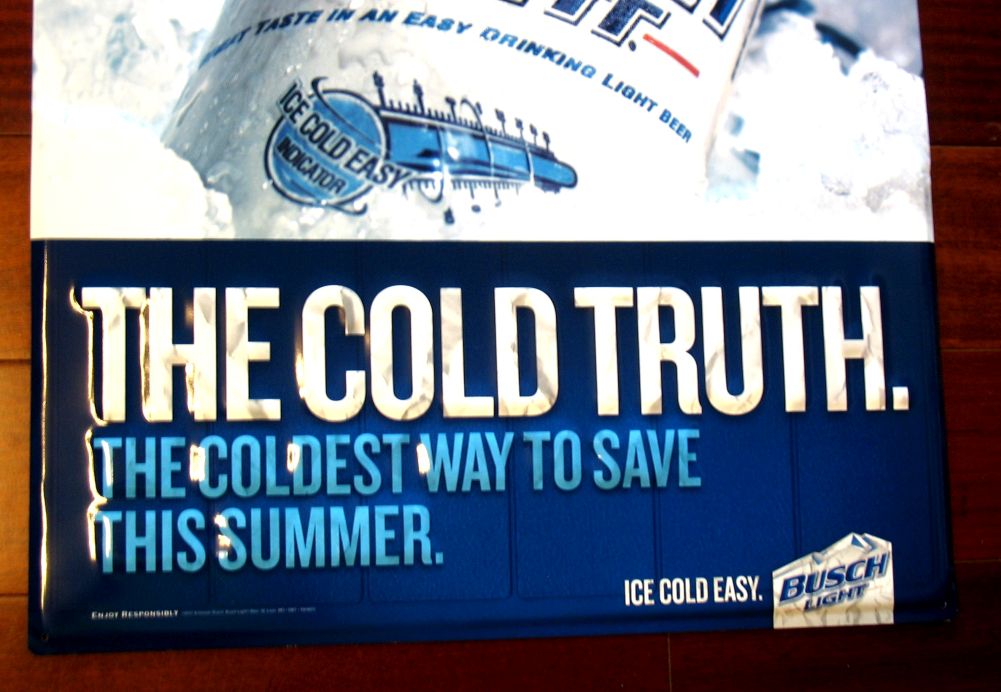 TASTE IN AN EASY DRINKING LIGHT BEER
ICE COLD EASY
INDICATOR
THE COLD TRUTH.
THE COLDEST WAY TO SAVE
THIS SUMMER.
ICE COLD EASY.
BUSCH
LIGHT
ENJOY RESPONSIBLY